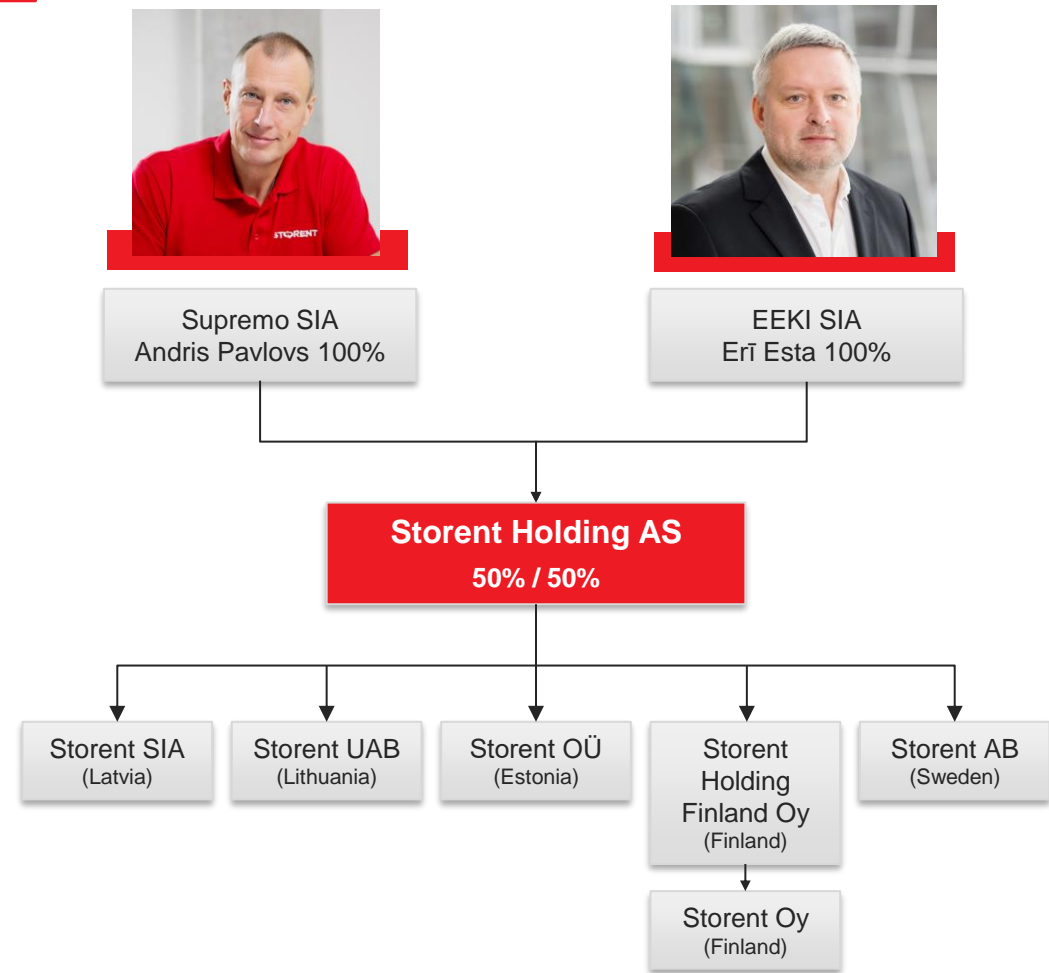 STORENT
Supremo SIA
Andris Pavlovs 100%
EEKI SIA
Erī Esta 100%
Storent Holding AS
50% / 50%
Storent SIA
(Latvia)
Storent UAB
(Lithuania)
Storent OÜ
(Estonia)
Storent
Holding
Finland Oy
(Finland)
Storent AB
(Sweden)
Storent Oy
(Finland)